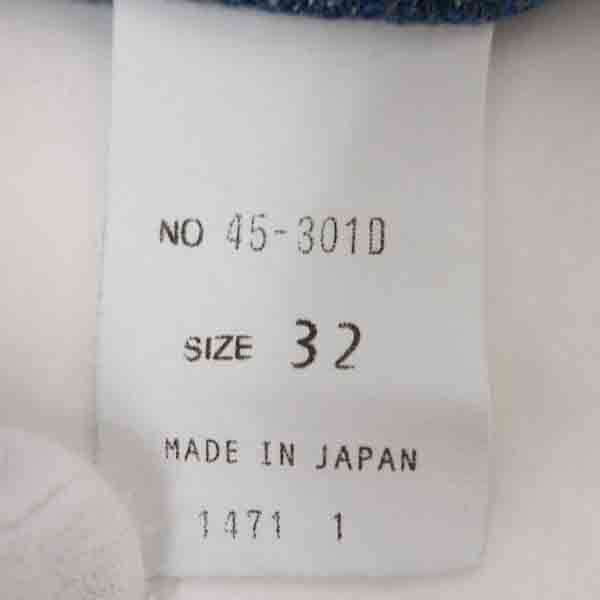 NO 45-301D
SIZE 32
MADE IN JAPAN
1471 1